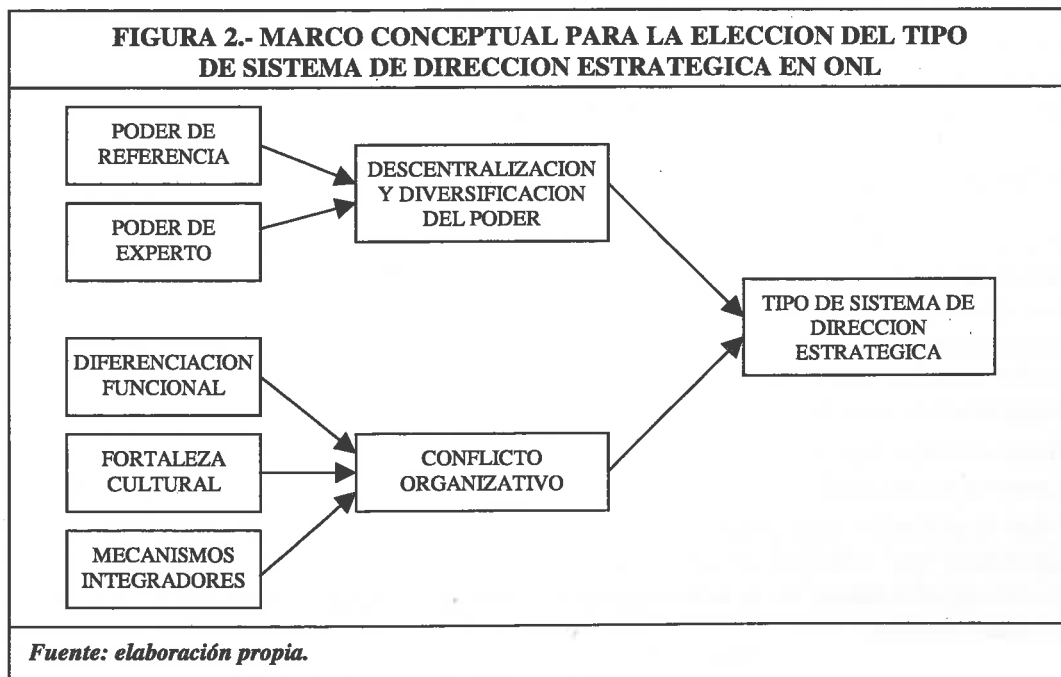 FIGURA 2.- MARCO CONCEPTUAL PARA LA ELECCION DEL TIPO
DE SISTEMA DE DIRECCION ESTRATEGICA EN ONL
PODER DE
REFERENCIA
PODER DE
EXPERTO
DESCENTRALIZACION
Y DIVERSIFICACION
DEL PODER
TIPO DE SISTEMA DE
DIRECCION
ESTRATEGICA
DIFERENCIACION
FUNCIONAL
FORTALEZA
CULTURAL
MECANISMOS
INTEGRADORES
CONFLICTO
ORGANIZATIVO
Fuente: elaboración propia.